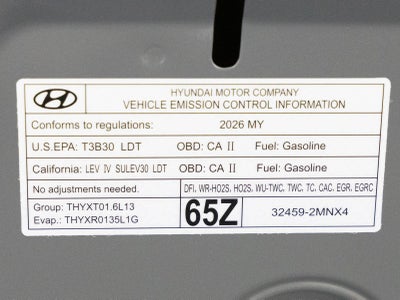 HYUNDAI MOTOR COMPANY
VEHICLE EMISSION CONTROL INFORMATION
Conforms to regulations: 2026 MY
U.S.EPA: T3B30 LDT OBD: CA II Fuel: Gasoline
California: LEV IV SULEV30 LDT OBD: CA II Fuel: Gasoline
No adjustments needed. DFI, WR-HO2S, HO2S, WU-TWC, TWC, TC, CAC, EGR, EGRC
Group: THYXT01.6L13 65Z 32459-2MNX4
Evap.: THYXR0135L1G